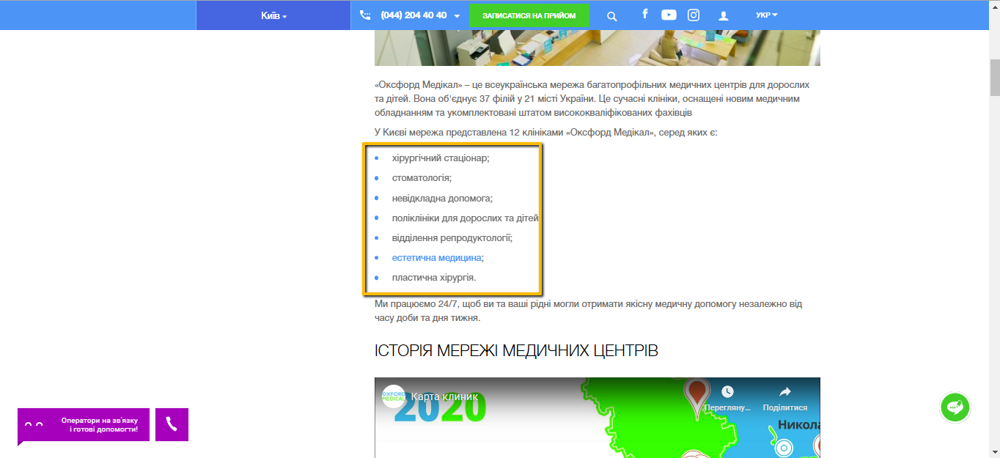 Київ
(044) 204 40 40
ЗАПИСАТИСЯ НА ПРИЙОМ
УКР
«Оксфорд Медікал» – це всеукраїнська мережа багатопрофільних медичних центрів для дорослих
та дітей. Вона об'єднує 37 філій у 21 місті України. Це сучасні клініки, оснащені новим медичним
обладнанням та укомплектовані штатом висококваліфікованих фахівців
У Києві мережа представлена 12 клініками «Оксфорд Медікал», серед яких є:
хірургічний стаціонар;
стоматологія;
невідкладна допомога;
поліклініки для дорослих та дітей
відділення репродуктології;
естетична медицина;
пластична хірургія.
Ми працюємо 24/7, щоб ви та ваші рідні могли отримати якісну медичну допомогу незалежно від
часу доби та дня тижня.
ІСТОРІЯ МЕРЕЖІ МЕДИЧНИХ ЦЕНТРІВ
OXFORD
MEDICAL
Карта клиник
2020
Перегляну...
Поділитися
Никола
Оператори на зв'язку
і готові допомогти!